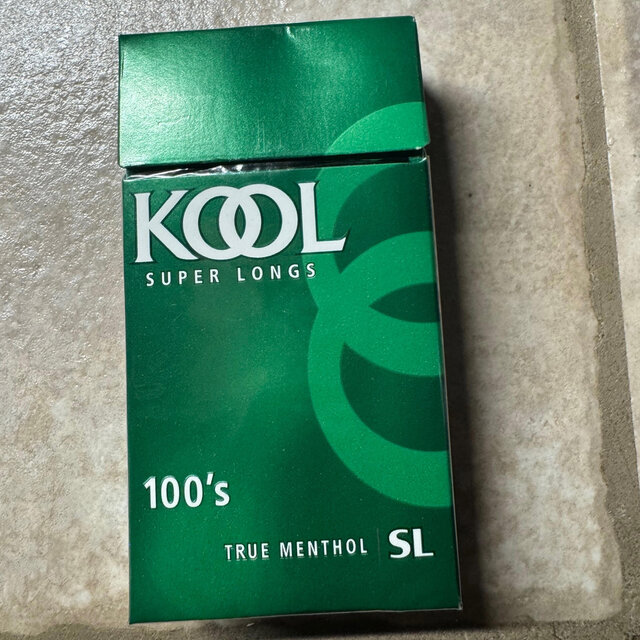 KOOL
SUPER LONGS
100's
TRUE MENTHOL | SL